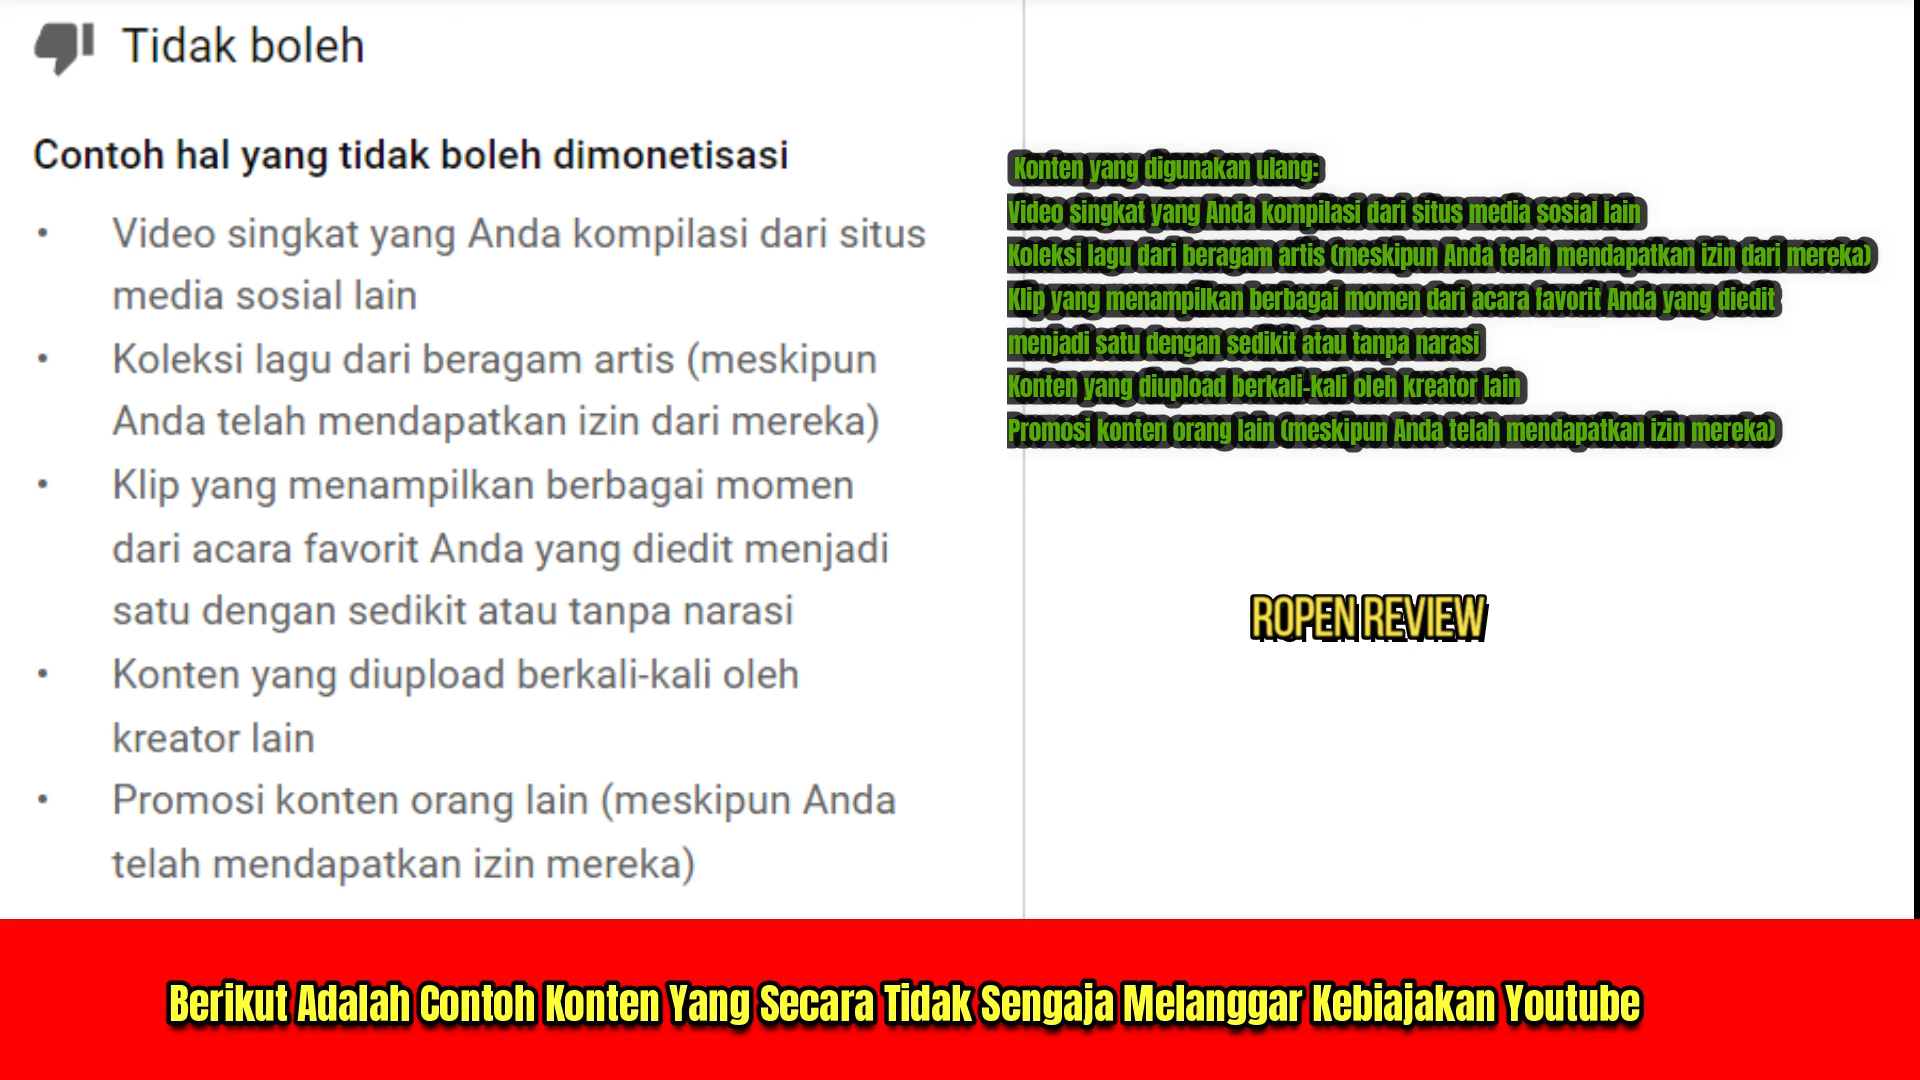 Tidak boleh
Contoh hal yang tidak boleh dimonetisasi
• Video singkat yang Anda kompilasi dari situs
media sosial lain
• Koleksi lagu dari beragam artis (meskipun
Anda telah mendapatkan izin dari mereka)
• Klip yang menampilkan berbagai momen
dari acara favorit Anda yang diedit menjadi
satu dengan sedikit atau tanpa narasi
• Konten yang diupload berkali-kali oleh
kreator lain
• Promosi konten orang lain (meskipun Anda
telah mendapatkan izin mereka)
Konten yang digunakan ulang:
Video singkat yang Anda kompilasi dari situs media sosial lain
Koleksi lagu dari beragam artis (meskipun Anda telah mendapatkan izin dari mereka)
Klip yang menampilkan berbagai momen dari acara favorit Anda yang diedit
menjadi satu dengan sedikit atau tanpa narasi
Konten yang diupload berkali-kali oleh kreator lain
Promosi konten orang lain (meskipun Anda telah mendapatkan izin mereka)
ROPEN REVIEW
Berikut Adalah Contoh Konten Yang Secara Tidak Sengaja Melanggar Kebiajakan Youtube